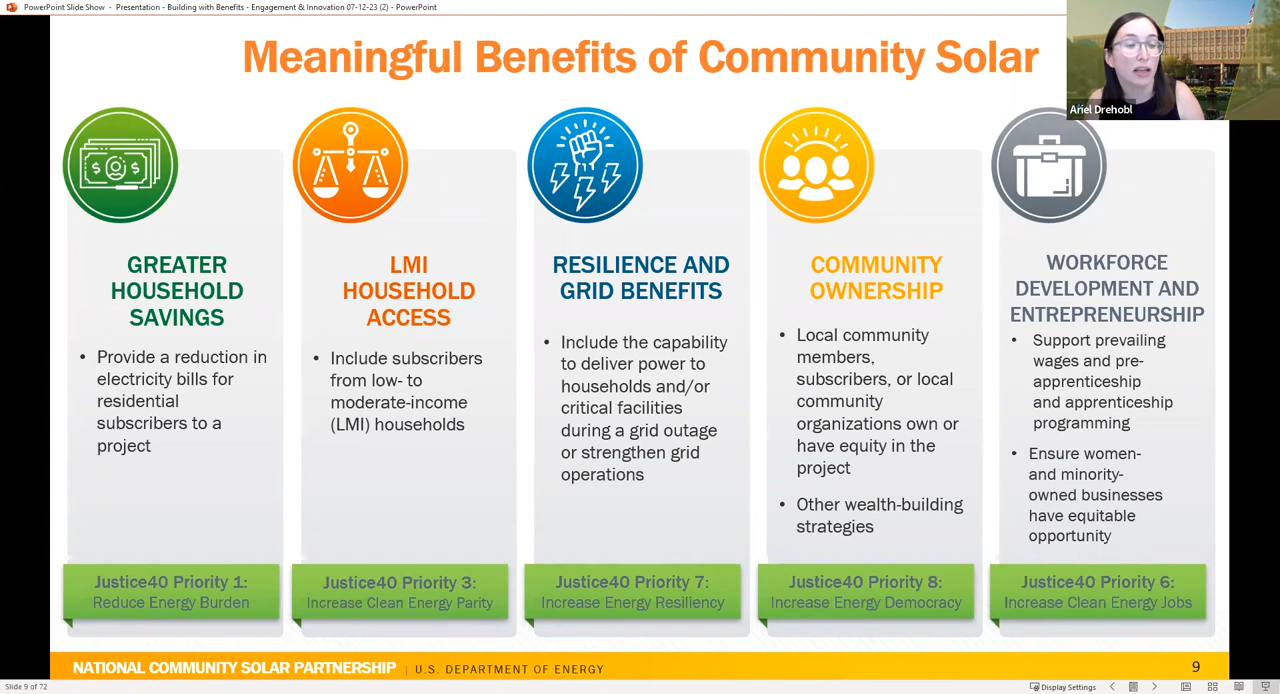 PowerPoint Slide Show - Presentation - Building with Benefits - Engagement & Innovation 07-12-23 (2) - PowerPoint
Meaningful Benefits of Community Solar
Ariel Drehobl
GREATER
HOUSEHOLD
SAVINGS
• Provide a reduction in
electricity bills for
residential
subscribers to a
project
Justice40 Priority 1:
Reduce Energy Burden
LMI
HOUSEHOLD
ACCESS
• Include subscribers
from low- to
moderate-income
(LMI) households
Justice40 Priority 3:
Increase Clean Energy Parity
RESILIENCE AND
GRID BENEFITS
• Include the capability
to deliver power to
households and/or
critical facilities
during a grid outage
or strengthen grid
operations
Justice40 Priority 7:
Increase Energy Resiliency
COMMUNITY
OWNERSHIP
• Local community
members,
subscribers, or local
community
organizations own or
have equity in the
project
• Other wealth-building
strategies
Justice40 Priority 8:
Increase Energy Democracy
WORKFORCE
DEVELOPMENT AND
ENTREPRENEURSHIP
• Support prevailing
wages and pre-
apprenticeship
and apprenticeship
programming
• Ensure women-
and minority-
owned businesses
have equitable
opportunity
Justice40 Priority 6:
Increase Clean Energy Jobs
NATIONAL COMMUNITY SOLAR PARTNERSHIP | U.S. DEPARTMENT OF ENERGY
9
Slide 9 of 72
Display Settings